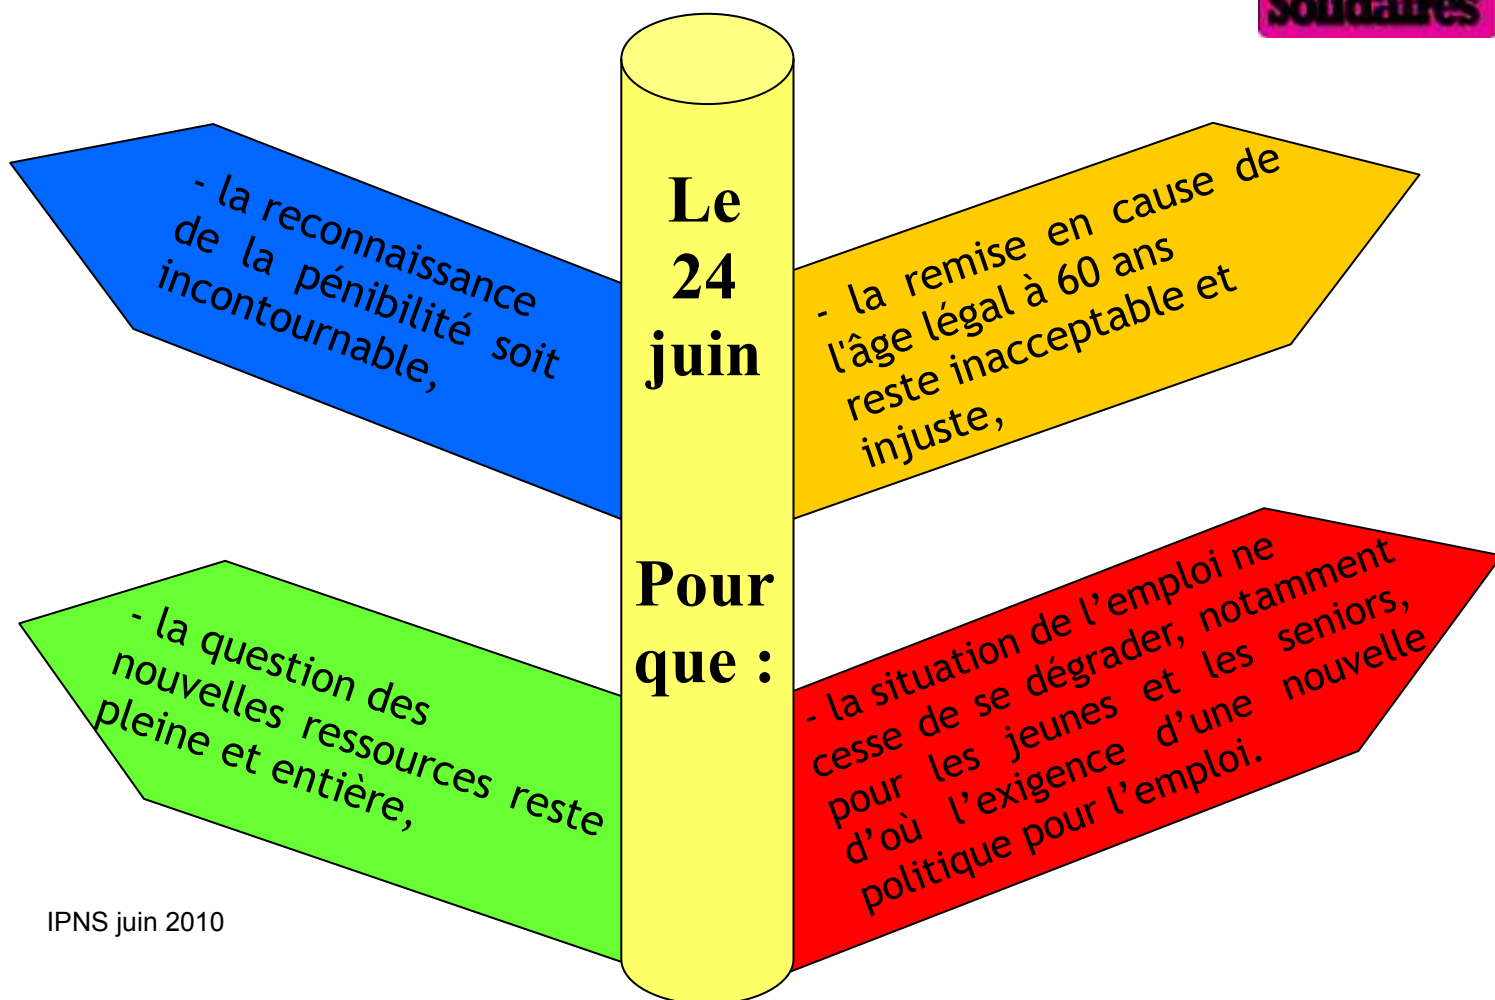 Solidaires
Le
24
juin
Pour
que :
- la reconnaissance
de la pénibilité soit
incontournable,
- la remise en cause de
l'âge légal à 60 ans
reste inacceptable et
injuste,
- la question des
nouvelles ressources reste
pleine et entière,
- la situation de l’emploi ne
cesse de se dégrader, notamment
pour les jeunes et les seniors,
d’où l’exigence d’une nouvelle
politique pour l’emploi.
IPNS juin 2010